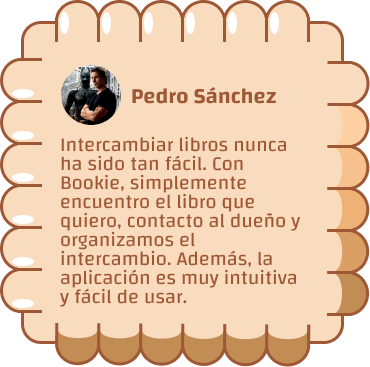 Pedro Sánchez
Intercambiar libros nunca
ha sido tan fácil. Con
Bookie, simplemente
encuentro el libro que
quiero, contacto al dueño y
organizamos el
intercambio. Además, la
aplicación es muy intuitiva
y fácil de usar.